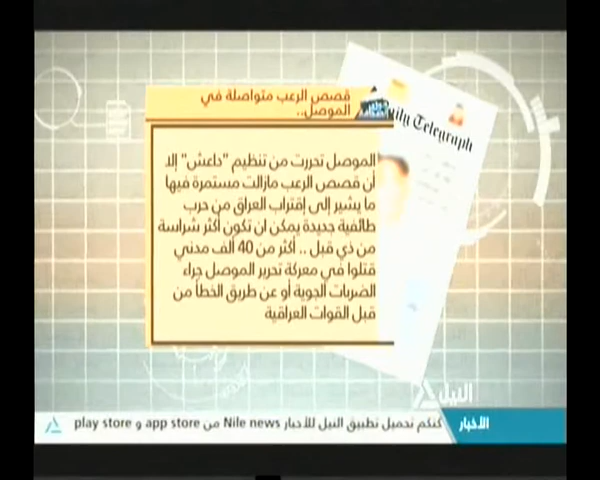 قصص الرعب متواصلة في
الموصل..
Daily Telegraph
الموصل تحررت من تنظيم "داعش" إلا
أن قصص الرعب مازالت مستمرة فيها
ما يشير إلى إقتراب العراق من حرب
طائفية جديدة يمكن ان تكون أكثر شراسة
من ذي قبل .. أكثر من 40 ألف مدني
قتلوا في معركة تحرير الموصل جراء
الضربات الجوية أو عن طريق الخطأ من
قبل القوات العراقية
النيل
الأخبار
كنكم تحميل تطبيق النيل للأخبار Nile news من app store و play store